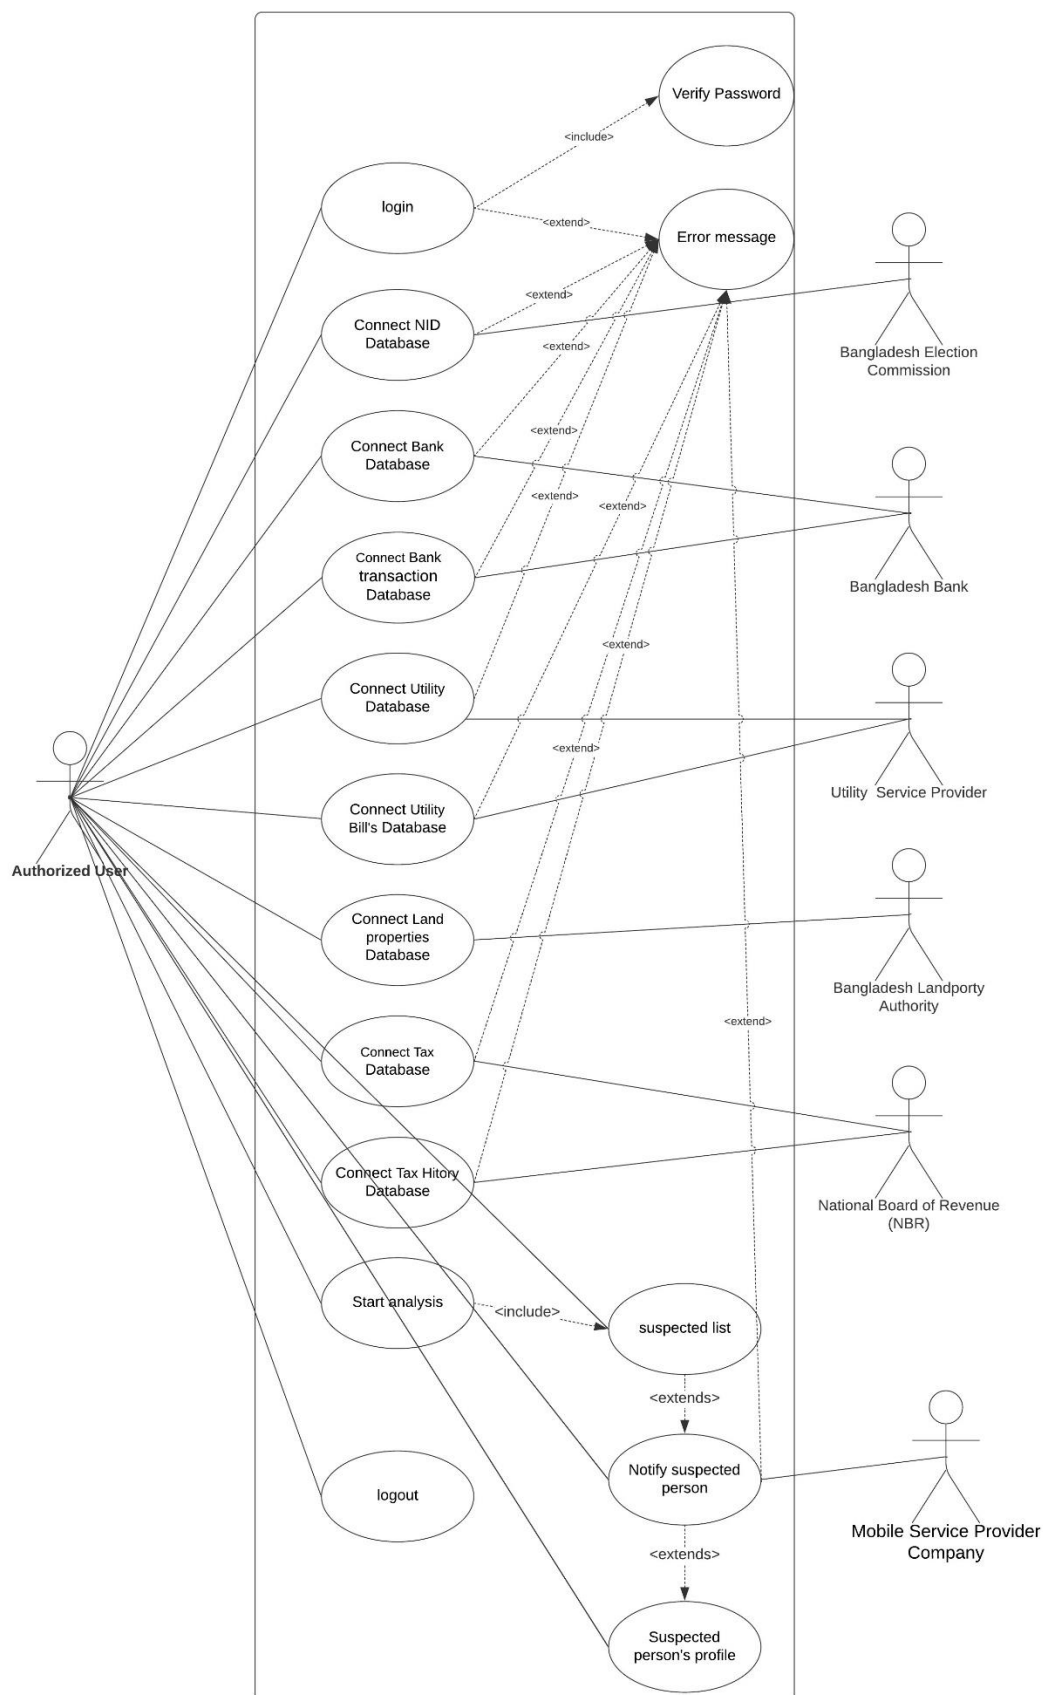 Verify Password
<include>
login
<extend>
Error message
<extend>
Connect NID
Database
<extend>
Bangladesh Election
Commission
Connect Bank
Database
<extend>
<extend>
<extend>
Connect Bank
transaction
Database
Bangladesh Bank
<extend>
Connect Utility
Database
<extend>
Utility  Service Provider
Connect Utility
Bill's Database
Authorized User
Connect Land
properties
Database
Bangladesh Landporty
Authority
<extend>
Connect Tax
Database
Connect Tax Hitory
Database
National Board of Revenue
(NBR)
Start analysis
<include>
suspected list
<extends>
Notify suspected
person
logout
Mobile Service Provider
Company
<extends>
Suspected
person's profile